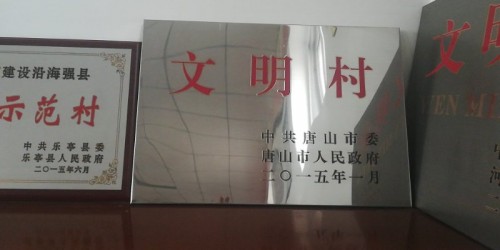 建设沿海强县
示范村
中共乐亭县委
乐亭县人民政府
二〇一五年六月
文明村
中共唐山市委
唐山市人民政府
二〇一五年一月
文明
WEN M